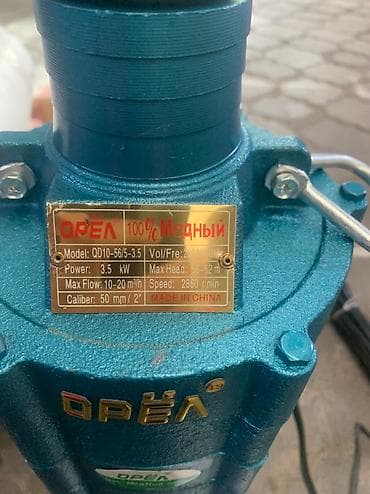 ОРЁЛ 100% Медный
Model: QD10-56/5-3.5 Vol/Fre:
Power: 3.5 kW Max Head:
Max Flow: 10-20 m³/h Speed: 2860 r/min
Caliber: 50 mm/2" MADE IN CHINA
ОРЁЛ
ОРЁЛ